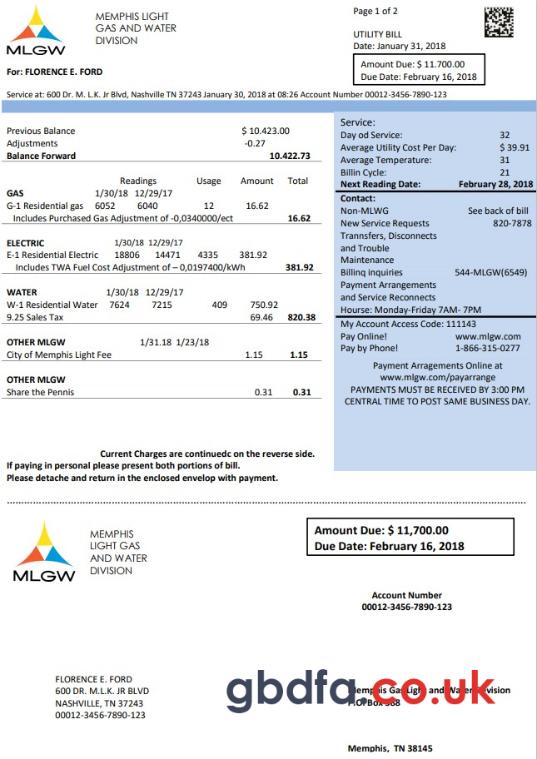 MLGW
MEMPHIS LIGHT
GAS AND WATER
DIVISION
Page 1 of 2
UTILITY BILL
Date: January 31, 2018
Amount Due: $ 11.700.00
Due Date: February 16, 2018
For: FLORENCE E. FORD
Service at: 600 Dr. M. L.K. Jr Blvd, Nashville TN 37243 January 30, 2018 at 08:26 Account Number 00012-3456-7890-123
Previous Balance $ 10.423.00
Adjustments -0.27
Balance Forward 10.422.73
Readings Usage Amount Total
GAS 1/30/18 12/29/17
G-1 Residential gas 6052 6040 12 16.62
Includes Purchased Gas Adjustment of -0,0340000/ect 16.62
ELECTRIC 1/30/18 12/29/17
E-1 Residential Electric 18806 14471 4335 381.92
Includes TWA Fuel Cost Adjustment of – 0,0197400/kWh 381.92
WATER 1/30/18 12/29/17
W-1 Residential Water 7624 7215 409 750.92
9.25 Sales Tax 69.46 820.38
OTHER MLGW 1/31.18 1/23/18
City of Memphis Light Fee 1.15 1.15
OTHER MLGW
Share the Pennis 0.31 0.31
Current Charges are continuedc on the reverse side.
If paying in personal please present both portions of bill.
Please detache and return in the enclosed envelop with payment.
Service:
Day od Service: 32
Average Utility Cost Per Day: $ 39.91
Average Temperature: 31
Billin Cycle: 21
Next Reading Date: February 28, 2018
Contact:
Non-MLWG See back of bill
New Service Requests 820-7878
Trannsfers, Disconnects
and Trouble
Maintenance
Billing inquiries 544-MLGW(6549)
Payment Arrangements
and Service Reconnects
Hourse: Monday-Friday 7AM- 7PM
My Account Access Code: 111143
Pay Online! www.mlgw.com
Pay by Phone! 1-866-315-0277
Payment Arragements Online at
www.mlgw.com/payarrange
PAYMENTS MUST BE RECEIVED BY 3:00 PM
CENTRAL TIME TO POST SAME BUSINESS DAY.
MLGW
MEMPHIS
LIGHT GAS
AND WATER
DIVISION
Amount Due: $ 11,700.00
Due Date: February 16, 2018
Account Number
00012-3456-7890-123
FLORENCE E. FORD
600 DR. M.L.K. JR BLVD
NASHVILLE, TN 37243
00012-3456-7890-123
gbdfa.co.uk
Memphis Gas Light and Water Division
P.O. Box 388
Memphis, TN 38145